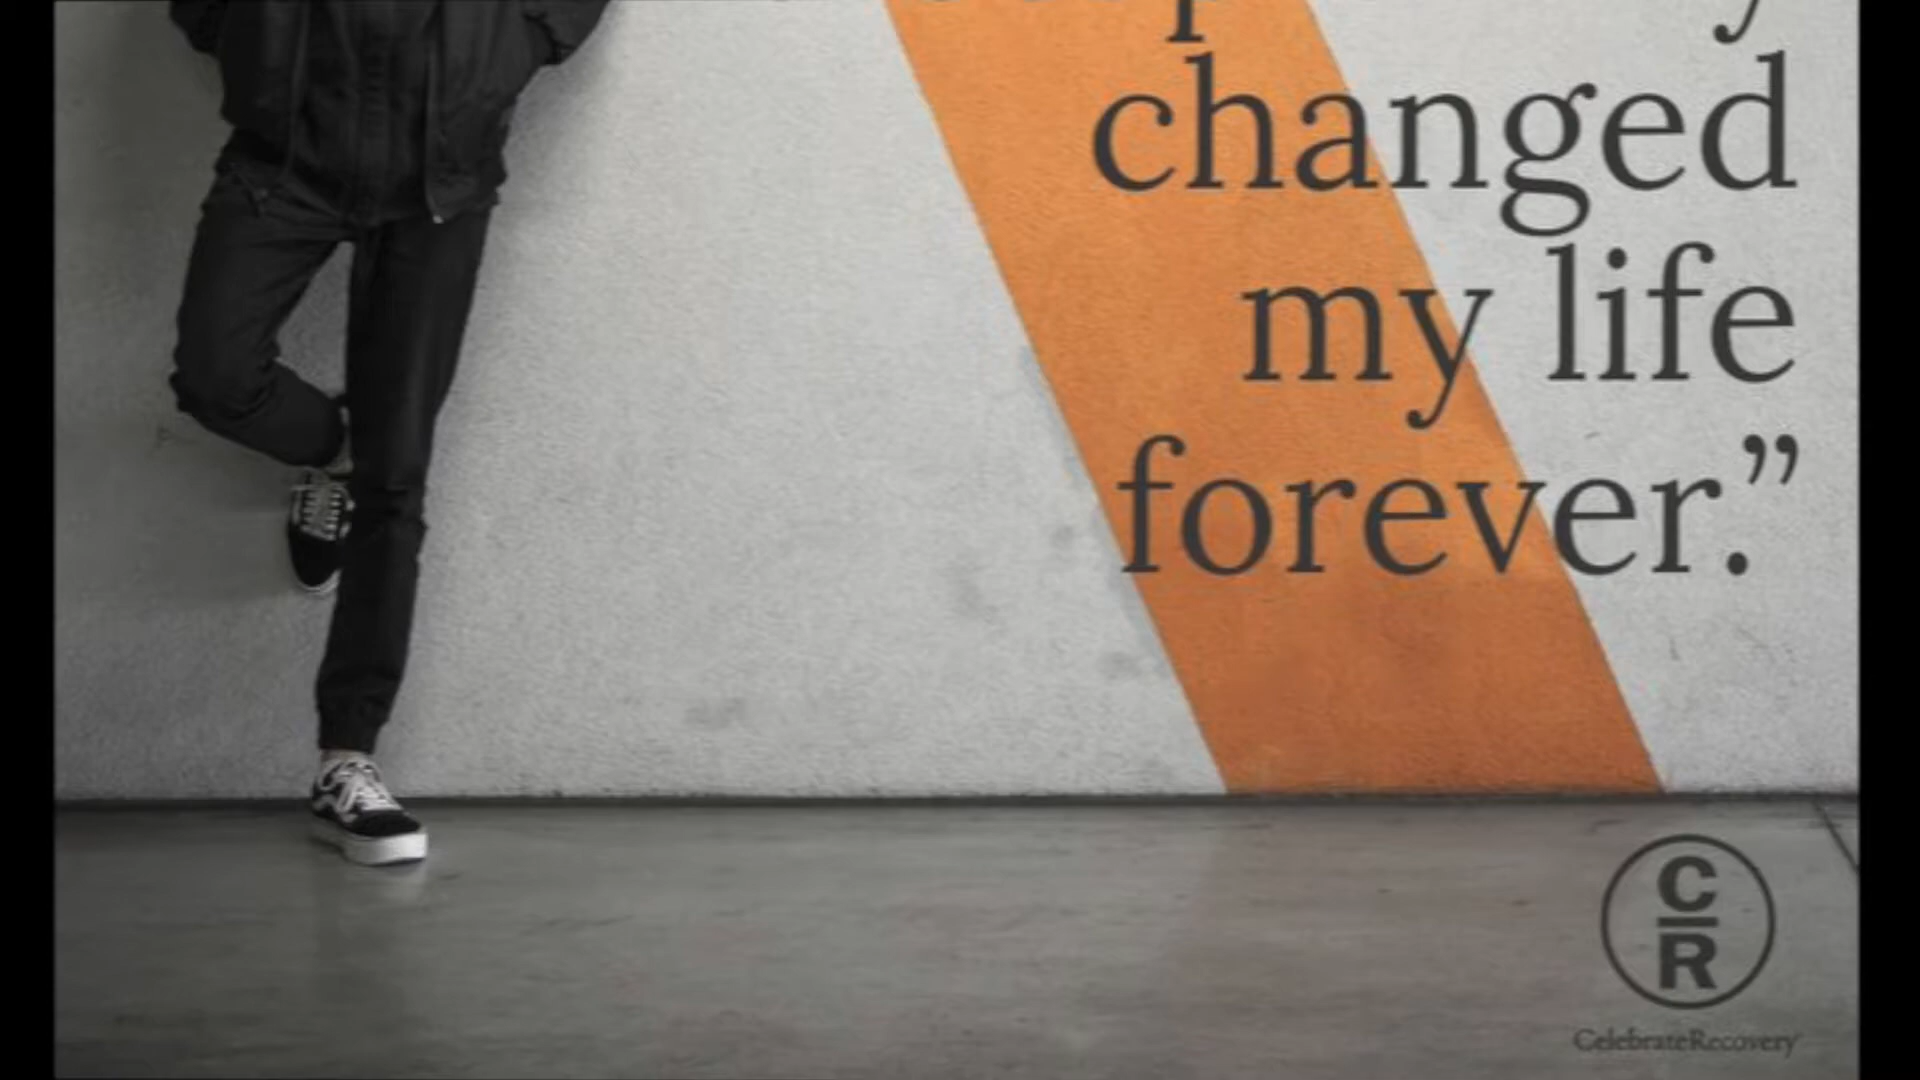 changed
my life
forever.”
C
R
CelebrateRecovery